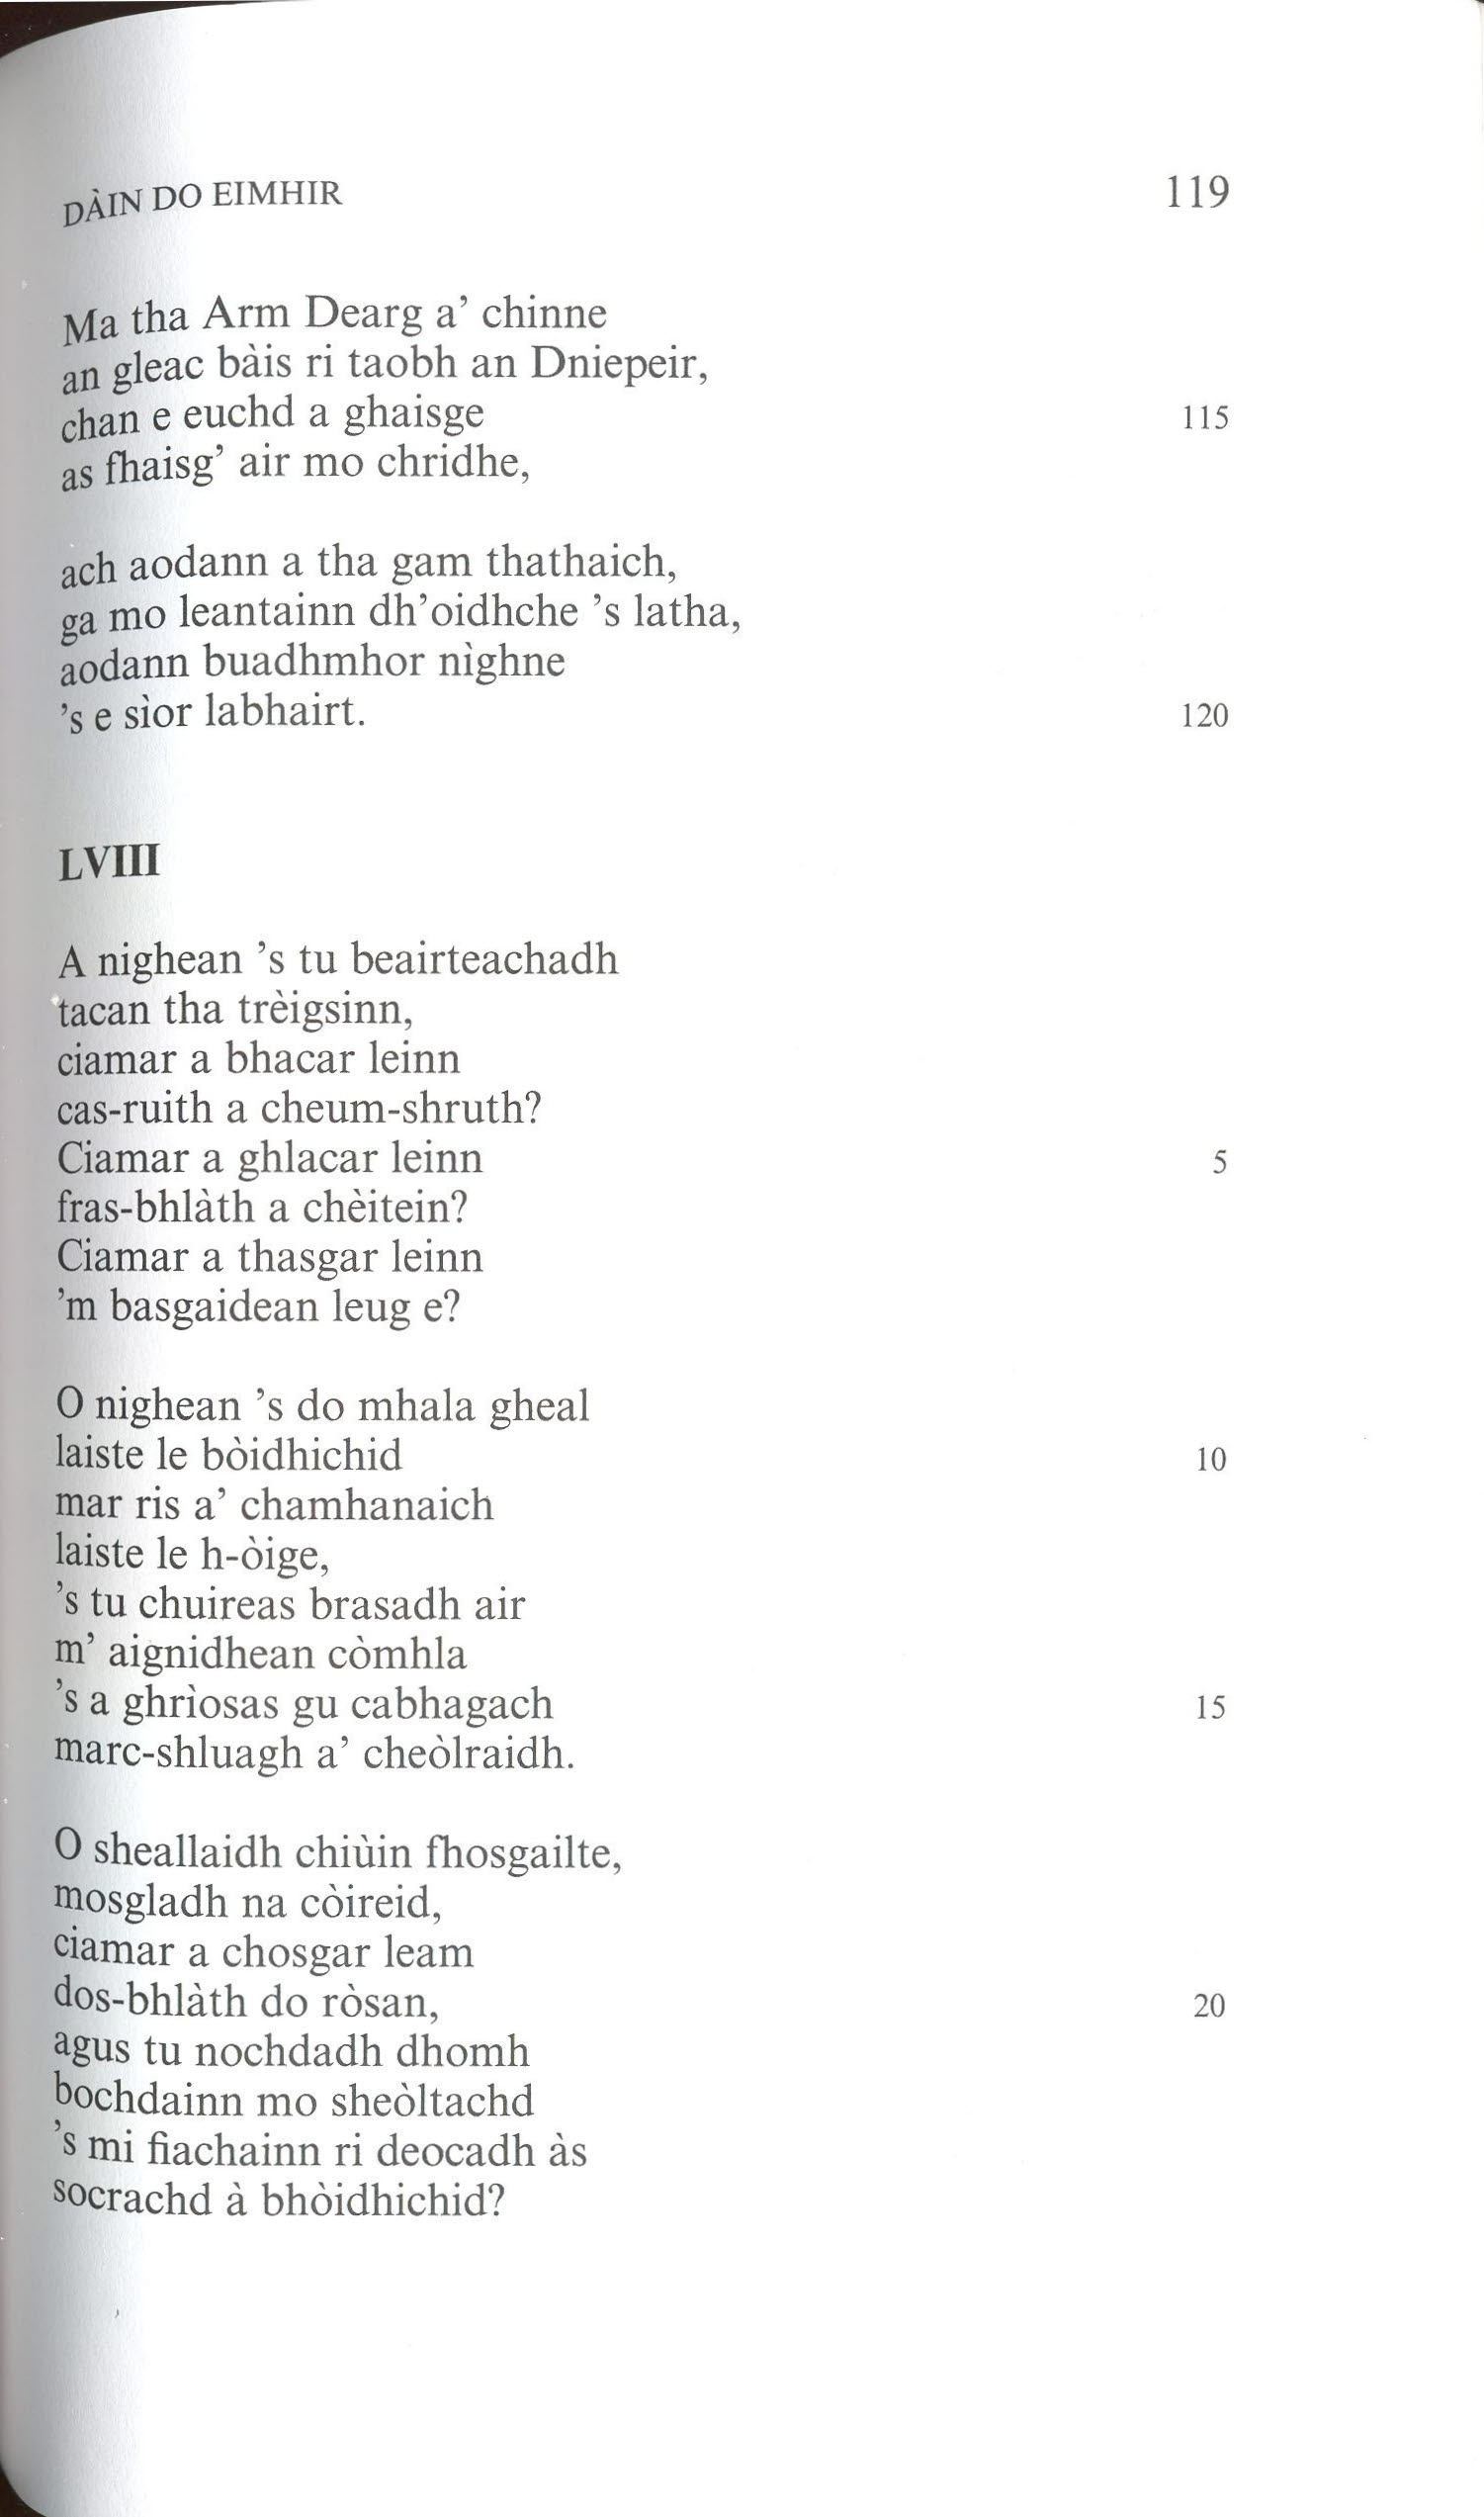 DÀIN DO EIMHIR 119
Ma tha Arm Dearg a’ chinne
an gleac bàis ri taobh an Dniepeir,
chan e euchd a ghaisge 115
as fhaisg’ air mo chridhe,
ach aodann a tha gam thathaich,
ga mo leantainn dh’oidhche ’s latha,
aodann buadhmhor nìghne
’s e sìor labhairt. 120
LVIII
A nighean ’s tu beairteachadh
tacan tha trèigsinn,
ciamar a bhacar leinn
cas-ruith a cheum-shruth?
Ciamar a ghlacar leinn 5
fras-bhlàth a chèitein?
Ciamar a thasgar leinn
’m basgaidean leug e?
O nighean ’s do mhala gheal
laiste le bòidhichid 10
mar ris a’ chamhanaich
laiste le h-òige,
’s tu chuireas brasadh air
m’ aignidhean còmhla
’s a ghrìosas gu cabhagach 15
marc-shluagh a’ cheòlraidh.
O sheallaidh chiùin fhosgailte,
mosgladh na còireid,
ciamar a chosgar leam
dos-bhlàth do ròsan, 20
agus tu nochdadh dhomh
bochdainn mo sheòltachd
’s mi fiachainn ri deocadh às
socrachd à bhòidhichid?